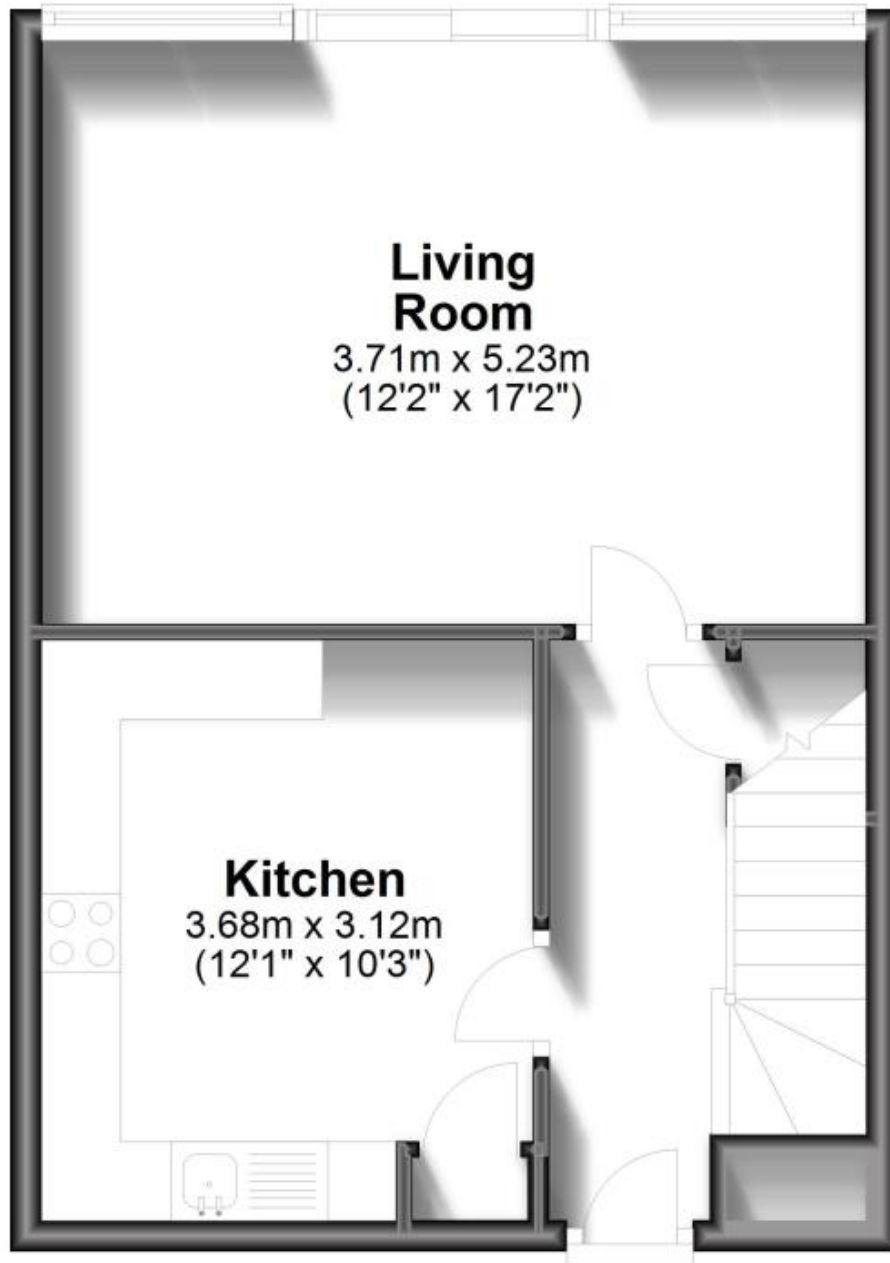 Living
Room
3.71m x 5.23m
(12'2" x 17'2")
Kitchen
3.68m x 3.12m
(12'1" x 10'3")